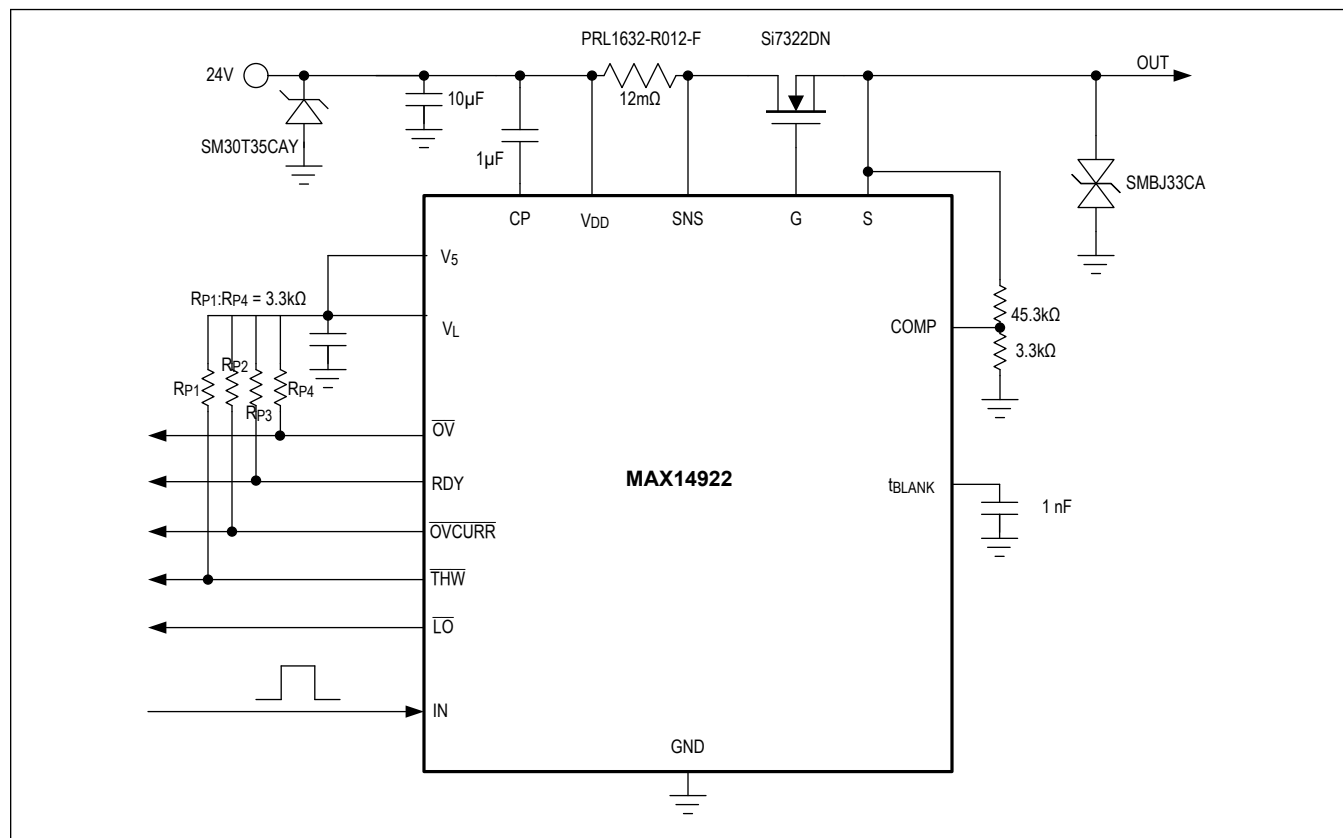 PRL1632-R012-F
Si7322DN
24V
OUT
10µF
12mΩ
SM30T35CAY
1µF
SMBJ33CA
CP
VDD
SNS
G
S
V5
RP1:RP4 = 3.3kΩ
VL
COMP
45.3kΩ
3.3kΩ
RP1
RP2
RP3
RP4
OV
RDY
MAX14922
tBLANK
1 nF
OVCURR
THW
LO
IN
GND